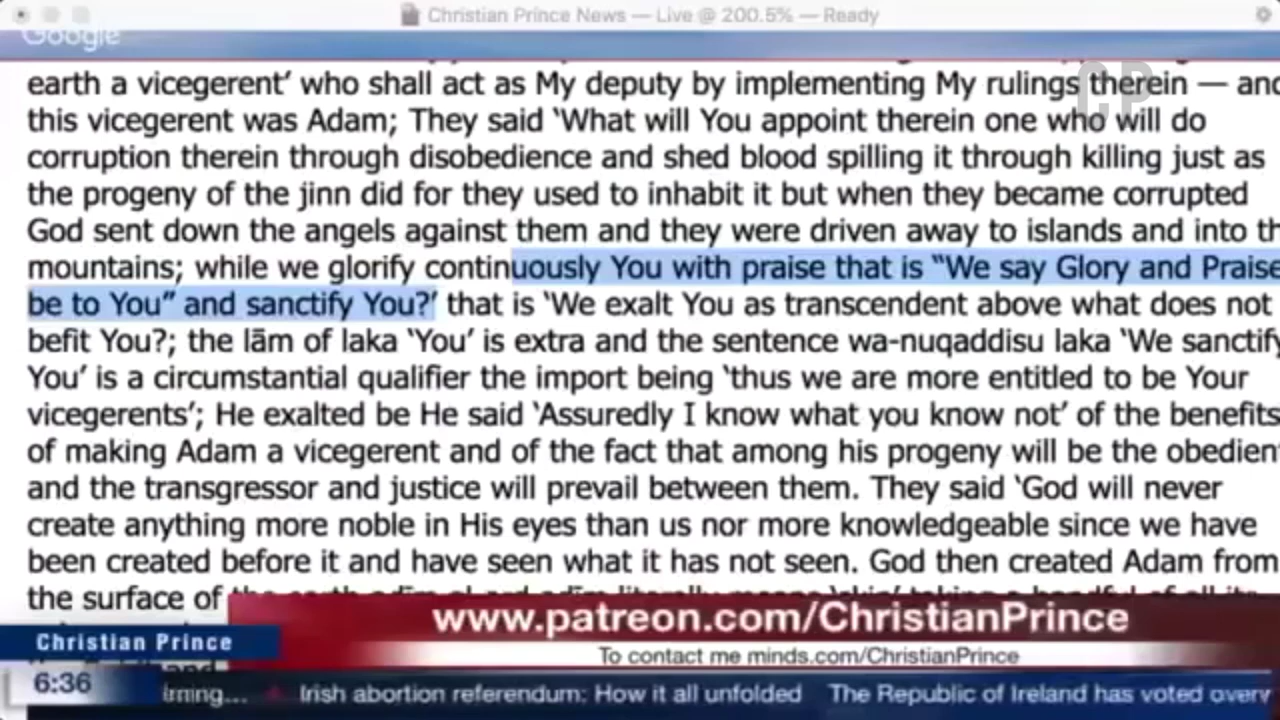 Christian Prince News — Live @ 200.5% — Ready
Google
CP
earth a vicegerent’ who shall act as My deputy by implementing My rulings therein — and
this vicegerent was Adam; They said ‘What will You appoint therein one who will do
corruption therein through disobedience and shed blood spilling it through killing just as
the progeny of the jinn did for they used to inhabit it but when they became corrupted
God sent down the angels against them and they were driven away to islands and into th
mountains; while we glorify continuously You with praise that is “We say Glory and Praise
be to You” and sanctify You?’ that is ‘We exalt You as transcendent above what does not
befit You?; the lām of laka ‘You’ is extra and the sentence wa-nuqaddisu laka ‘We sanctify
You’ is a circumstantial qualifier the import being ‘thus we are more entitled to be Your
vicegerents’; He exalted be He said ‘Assuredly I know what you know not’ of the benefits
of making Adam a vicegerent and of the fact that among his progeny will be the obedien
and the transgressor and justice will prevail between them. They said ‘God will never
create anything more noble in His eyes than us nor more knowledgeable since we have
been created before it and have seen what it has not seen. God then created Adam from
the surface of
www.patreon.com/ChristianPrince
Christian Prince
To contact me minds.com/ChristianPrince
and
6:36
irming... Irish abortion referendum: How it all unfolded The Republic of Ireland has voted overv